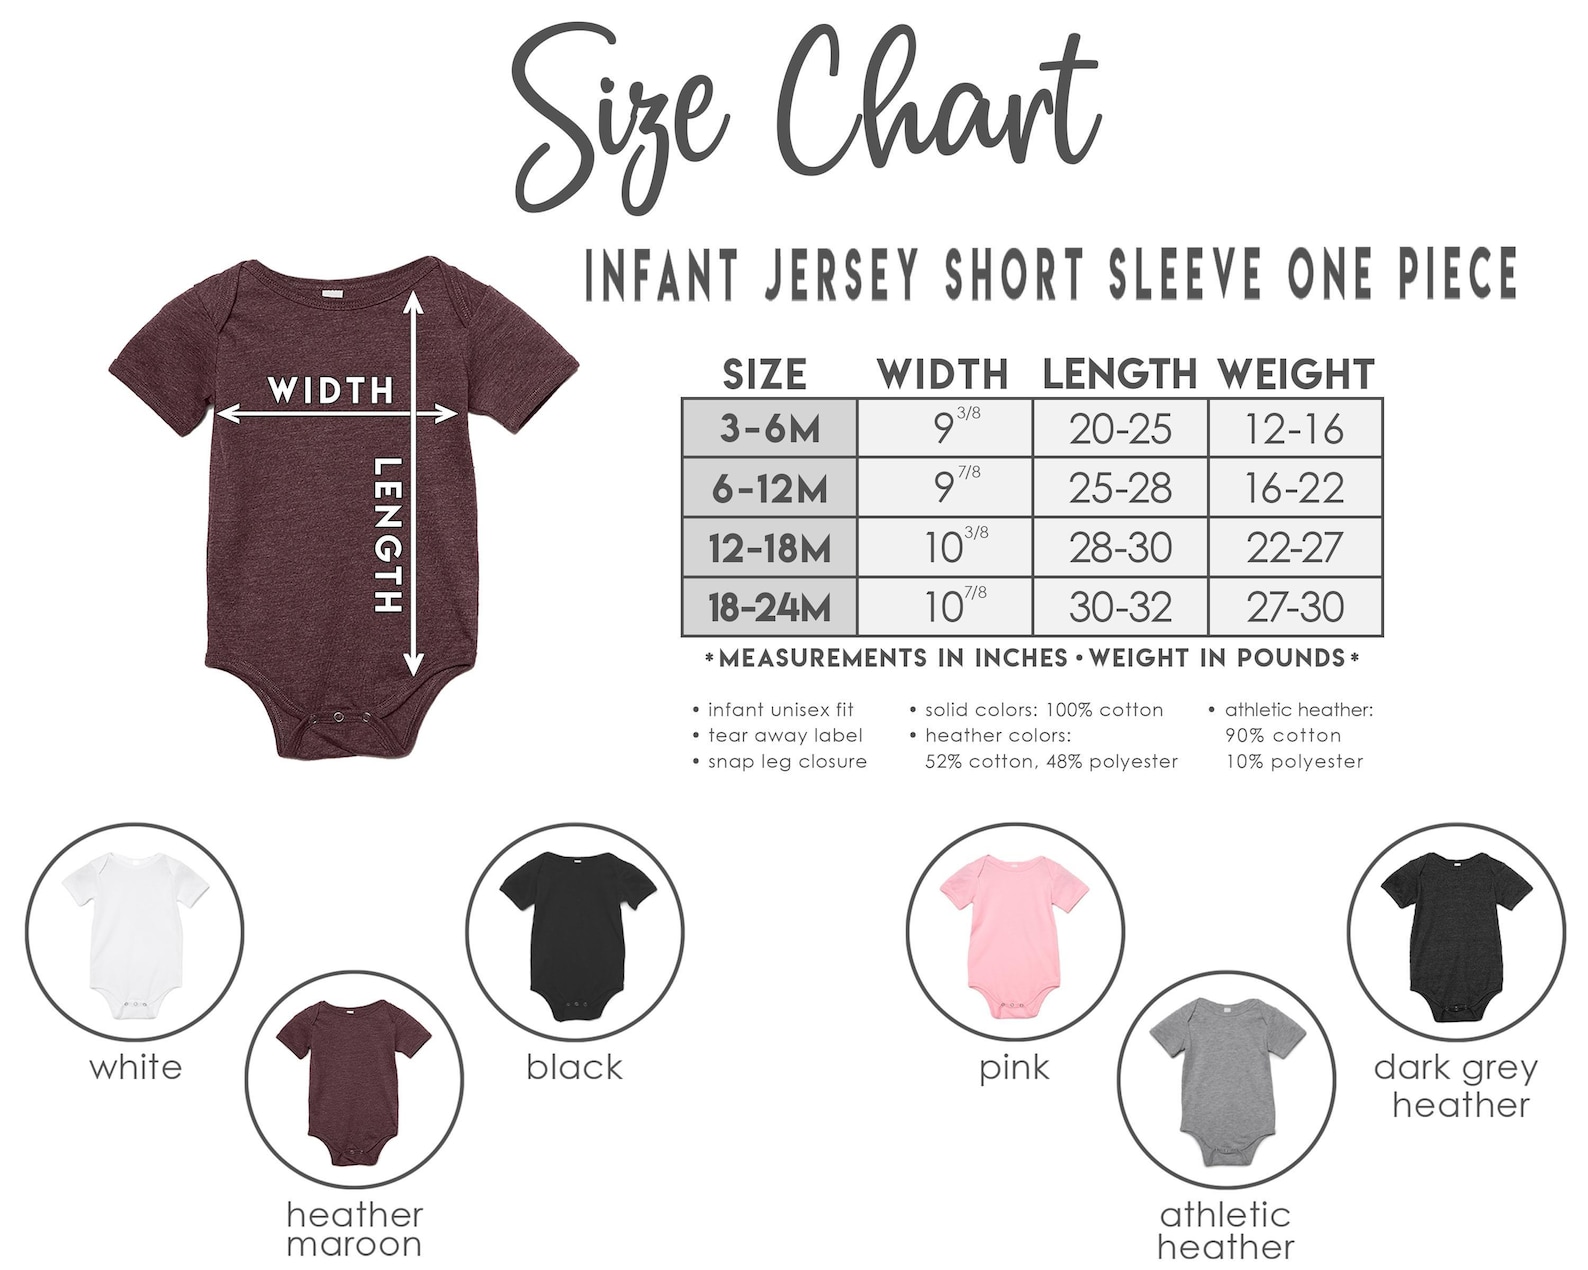 Size Chart
INFANT JERSEY SHORT SLEEVE ONE PIECE
WIDTH
LENGTH
SIZE WIDTH LENGTH WEIGHT
3-6M 9 3/8 20-25 12-16
6-12M 9 7/8 25-28 16-22
12-18M 10 3/8 28-30 22-27
18-24M 10 7/8 30-32 27-30
*MEASUREMENTS IN INCHES • WEIGHT IN POUNDS*
• infant unisex fit
• tear away label
• snap leg closure
• solid colors: 100% cotton
• heather colors:
52% cotton, 48% polyester
• athletic heather:
90% cotton
10% polyester
white
heather
maroon
black
pink
athletic
heather
dark grey
heather